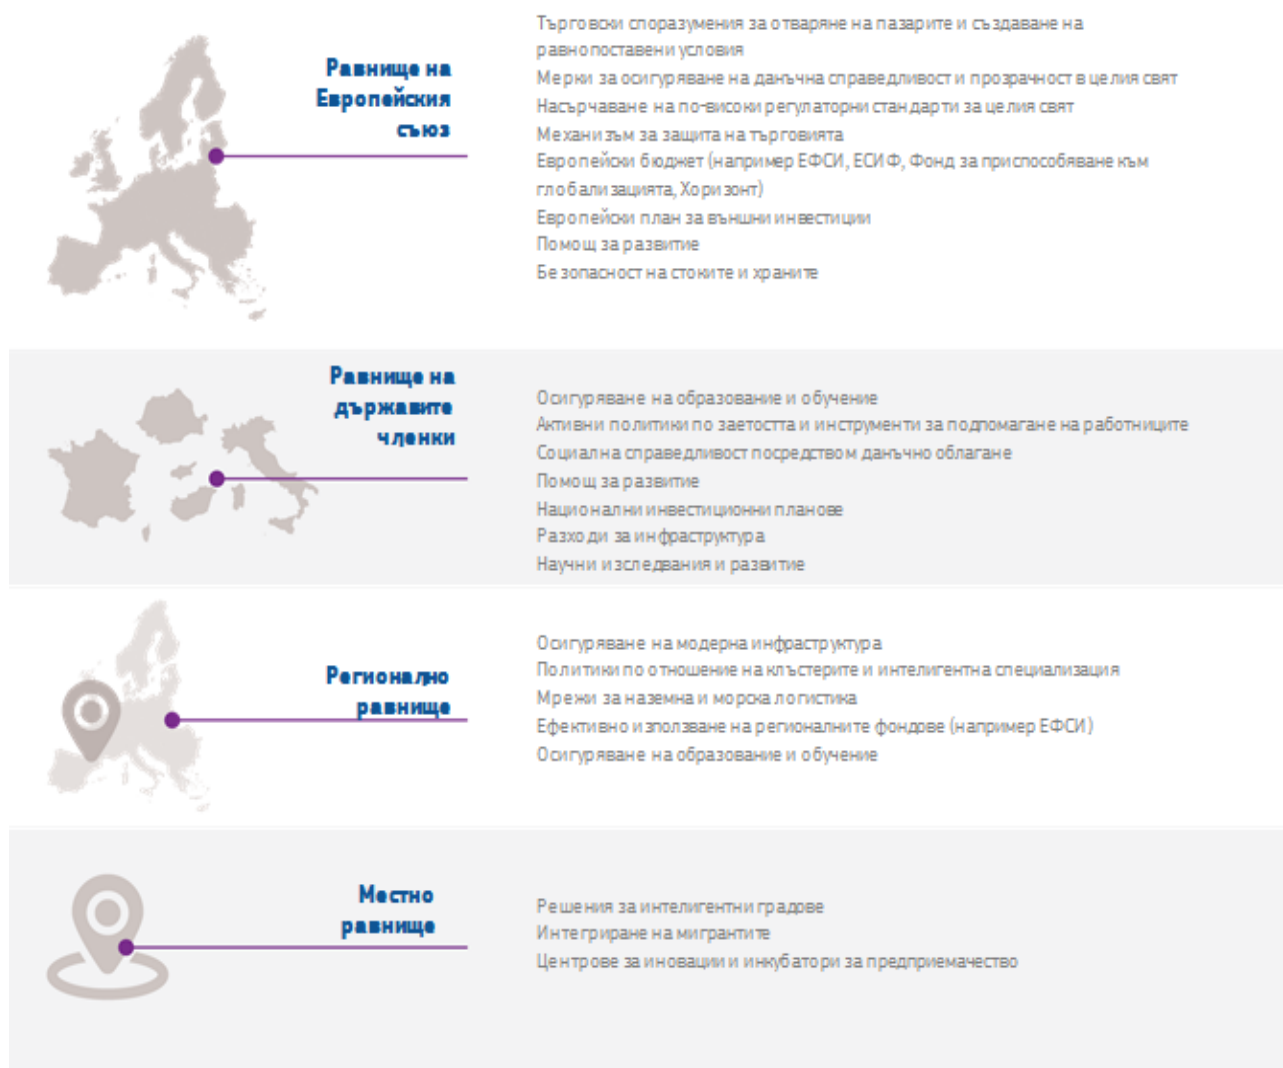 Равнище на
Европейския
съюз
Търговски споразумения за отваряне на пазарите и създаване на
равнопоставени условия
Мерки за осигуряване на данъчна справедливост и прозрачност в целия свят
Насърчаване на по-високи регулаторни стандарти за целия свят
Механизъм за защита на търговията
Европейски бюджет (например ЕФСИ, ЕСИФ, Фонд за приспособяване към
глобализацията, Хоризонт)
Европейски план за външни инвестиции
Помощ за развитие
Безопасност на стоките и храните
Равнище на
държавите
членки
Осигуряване на образование и обучение
Активни политики по заетостта и инструменти за подпомагане на работниците
Социална справедливост посредством данъчно облагане
Помощ за развитие
Национални инвестиционни планове
Разходи за инфраструктура
Научни изследвания и развитие
Регионално
равнище
Осигуряване на модерна инфраструктура
Политики по отношение на клъстерите и интелигентна специализация
Мрежи за наземна и морска логистика
Ефективно използване на регионалните фондове (например ЕФСИ)
Осигуряване на образование и обучение
Местно
равнище
Решения за интелигентни градове
Интегриране на мигрантите
Центрове за иновации и инкубатори за предприемачество